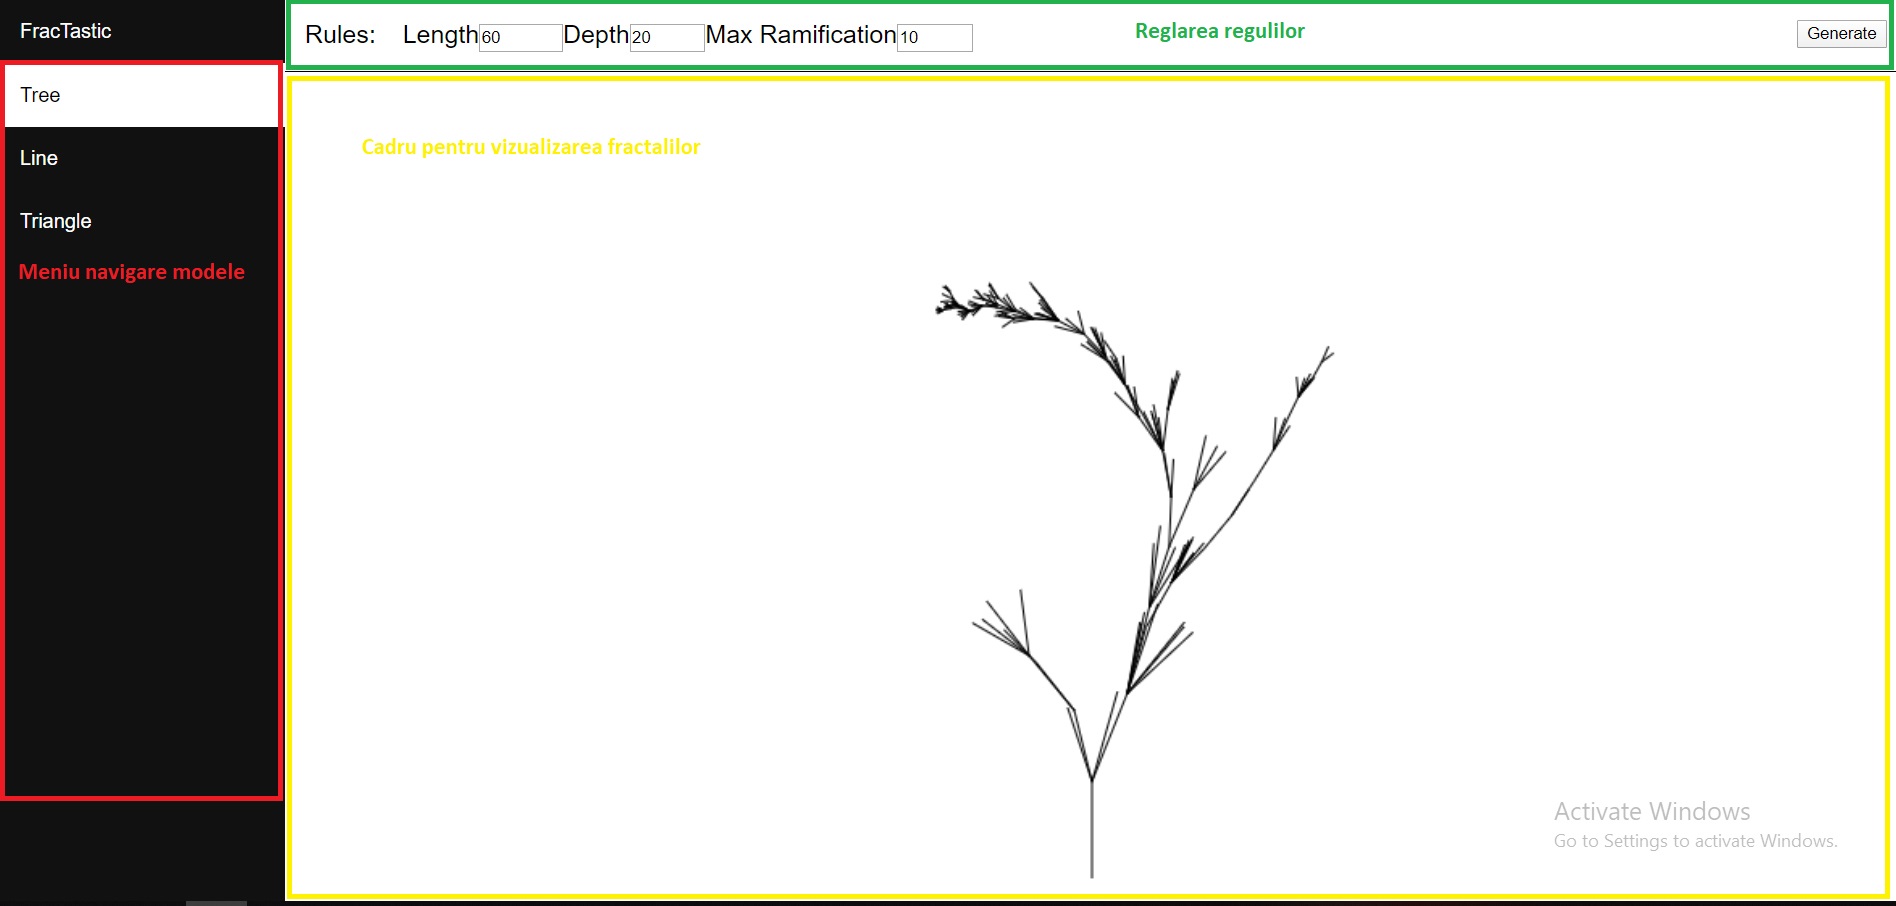 FracTastic
Rules: Length 60 Depth 20 Max Ramification 10 Reglarea regulilor Generate
Tree
Line
Triangle
Meniu navigare modele
Cadru pentru vizualizarea fractalilor
Activate Windows
Go to Settings to activate Windows.